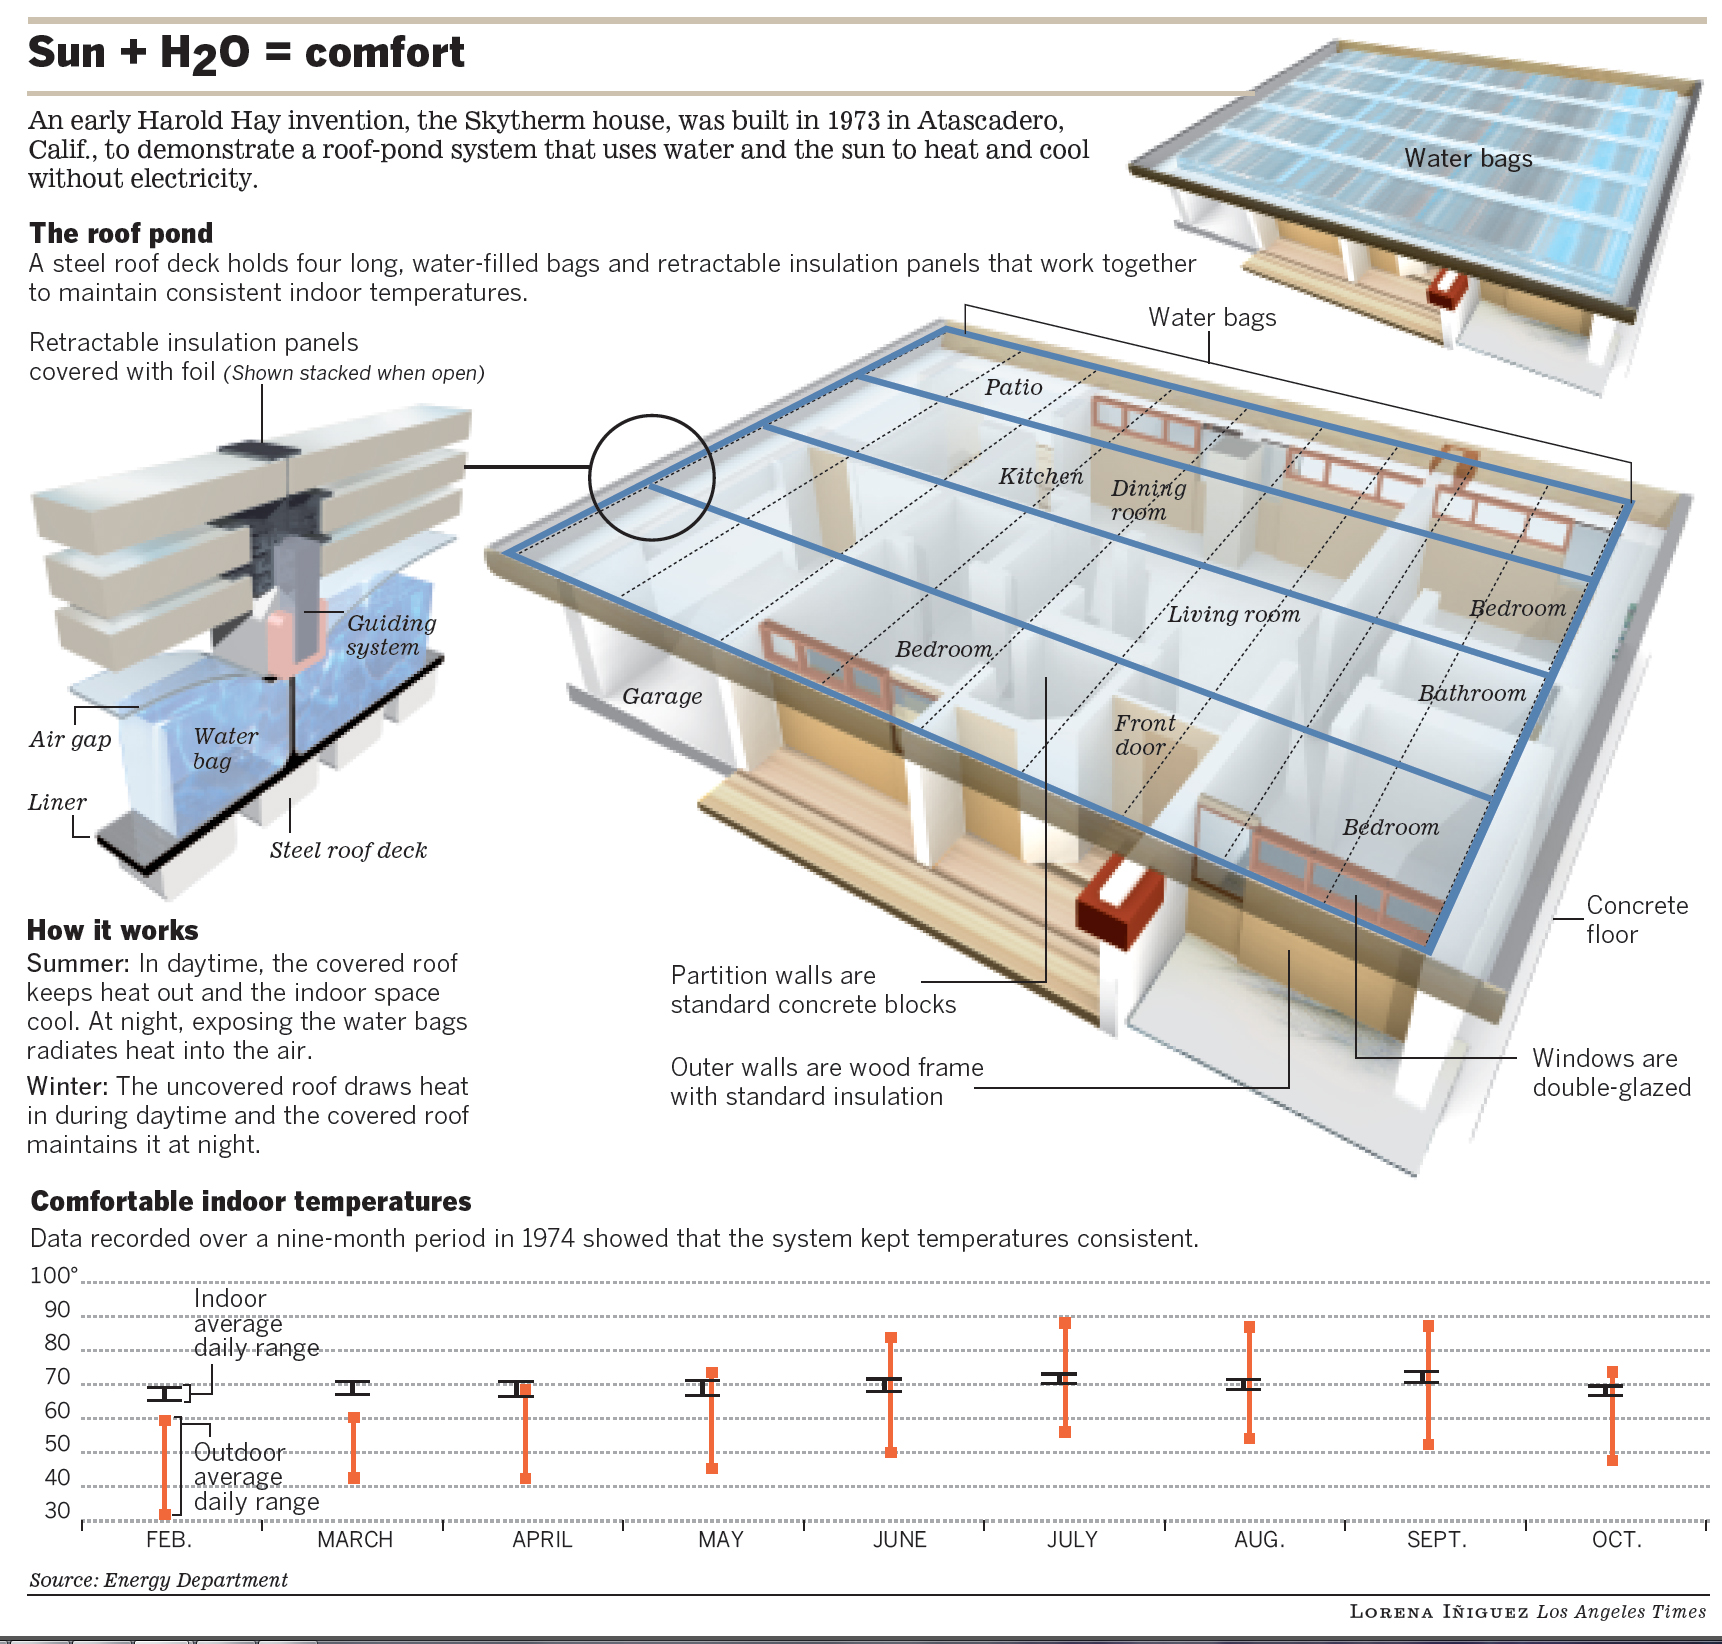 Sun + H2O = comfort
An early Harold Hay invention, the Skytherm house, was built in 1973 in Atascadero,
Calif., to demonstrate a roof-pond system that uses water and the sun to heat and cool
without electricity.
Water bags
The roof pond
A steel roof deck holds four long, water-filled bags and retractable insulation panels that work together
to maintain consistent indoor temperatures.
Retractable insulation panels
covered with foil (Shown stacked when open)
Guiding
system
Air gap
Water
bag
Liner
Steel roof deck
Water bags
Patio
Kitchen
Dining
room
Living room
Bedroom
Bedroom
Garage
Bathroom
Front
door
Bedroom
Concrete
floor
Partition walls are
standard concrete blocks
Outer walls are wood frame
with standard insulation
Windows are
double-glazed
How it works
Summer: In daytime, the covered roof
keeps heat out and the indoor space
cool. At night, exposing the water bags
radiates heat into the air.
Winter: The uncovered roof draws heat
in during daytime and the covered roof
maintains it at night.
Comfortable indoor temperatures
Data recorded over a nine-month period in 1974 showed that the system kept temperatures consistent.
100°
90
80
70
60
50
40
30
Indoor
average
daily range
Outdoor
average
daily range
FEB. MARCH APRIL MAY JUNE JULY AUG. SEPT. OCT.
Source: Energy Department
LORENA IÑIGUEZ Los Angeles Times